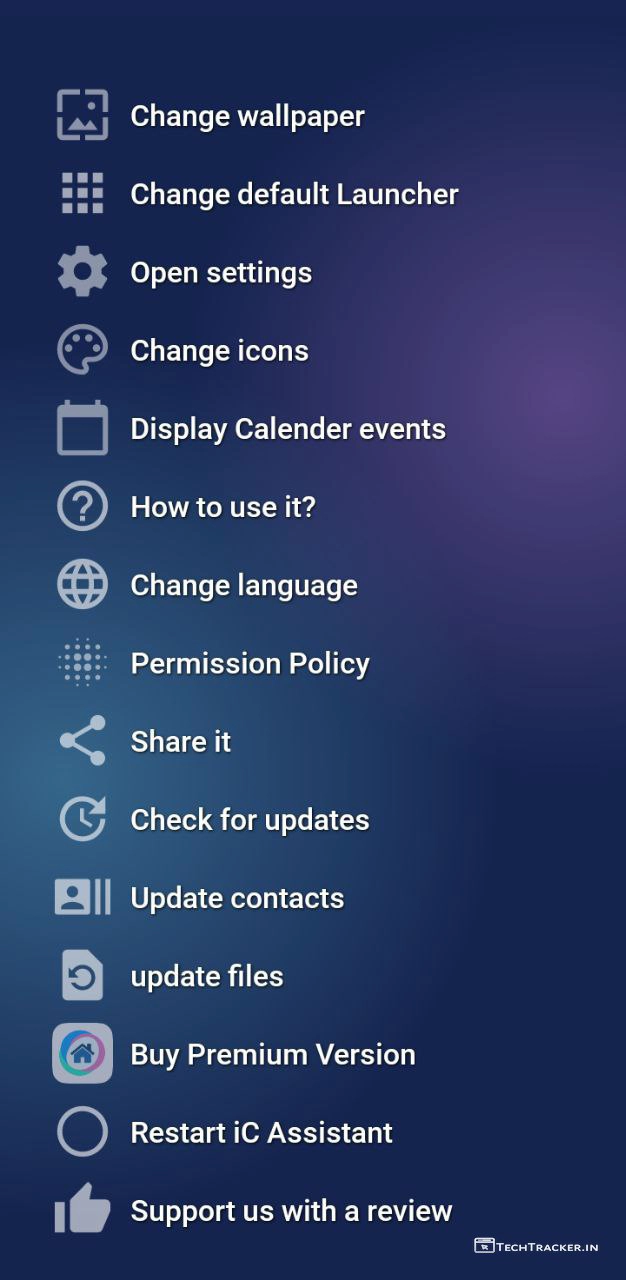 Change wallpaper
Change default Launcher
Open settings
Change icons
Display Calender events
How to use it?
Change language
Permission Policy
Share it
Check for updates
Update contacts
update files
Buy Premium Version
Restart iC Assistant
Support us with a review
TECHTRACKER.IN